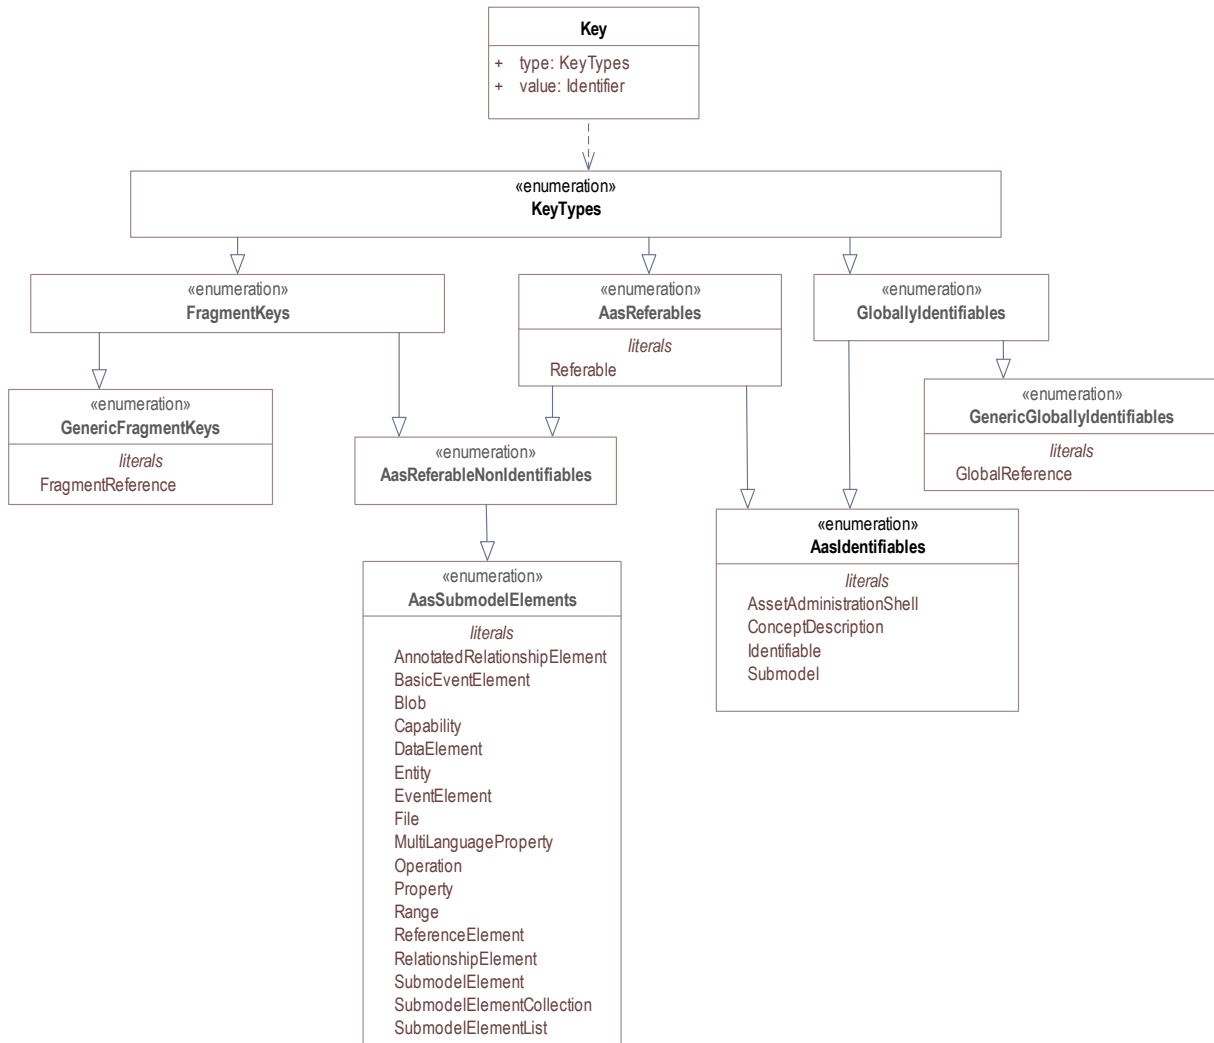 Key
+ type: KeyTypes
+ value: Identifier
«enumeration»
KeyTypes
«enumeration»
FragmentKeys
«enumeration»
AasReferables
literals
Referable
«enumeration»
GloballyIdentifiables
«enumeration»
GenericFragmentKeys
literals
FragmentReference
«enumeration»
AasReferableNonIdentifiables
«enumeration»
GenericGloballyIdentifiables
literals
GlobalReference
«enumeration»
AasIdentifiables
literals
AssetAdministrationShell
ConceptDescription
Identifiable
Submodel
«enumeration»
AasSubmodelElements
literals
AnnotatedRelationshipElement
BasicEventElement
Blob
Capability
DataElement
Entity
EventElement
File
MultiLanguageProperty
Operation
Property
Range
ReferenceElement
RelationshipElement
SubmodelElement
SubmodelElementCollection
SubmodelElementList